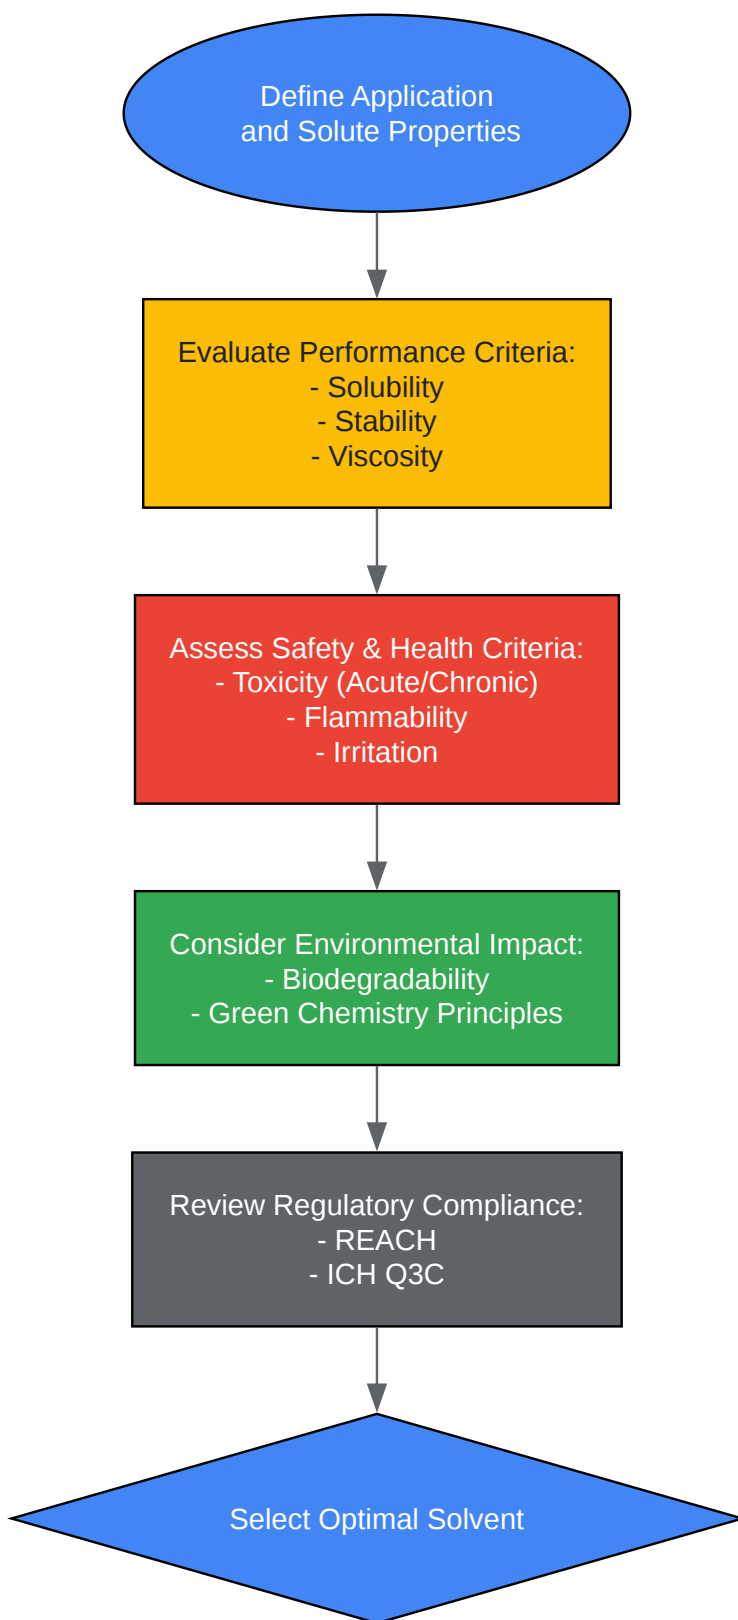 Define Application
and Solute Properties
Evaluate Performance Criteria:
- Solubility
- Stability
- Viscosity
Assess Safety & Health Criteria:
- Toxicity (Acute/Chronic)
- Flammability
- Irritation
Consider Environmental Impact:
- Biodegradability
- Green Chemistry Principles
Review Regulatory Compliance:
- REACH
- ICH Q3C
Select Optimal Solvent